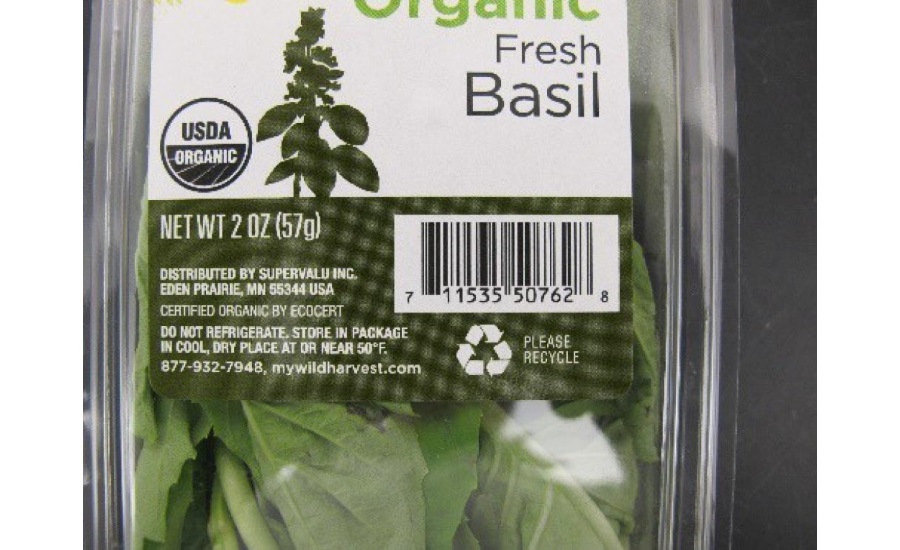 Organic
Fresh
Basil
USDA
ORGANIC
NET WT 2 OZ (57g)
DISTRIBUTED BY SUPERVALU INC.
EDEN PRAIRIE, MN 55344 USA
CERTIFIED ORGANIC BY ECOCERT
DO NOT REFRIGERATE. STORE IN PACKAGE
IN COOL, DRY PLACE AT OR NEAR 50°F.
877-932-7948, mywildharvest.com
7 11535 50762 8
PLEASE
RECYCLE